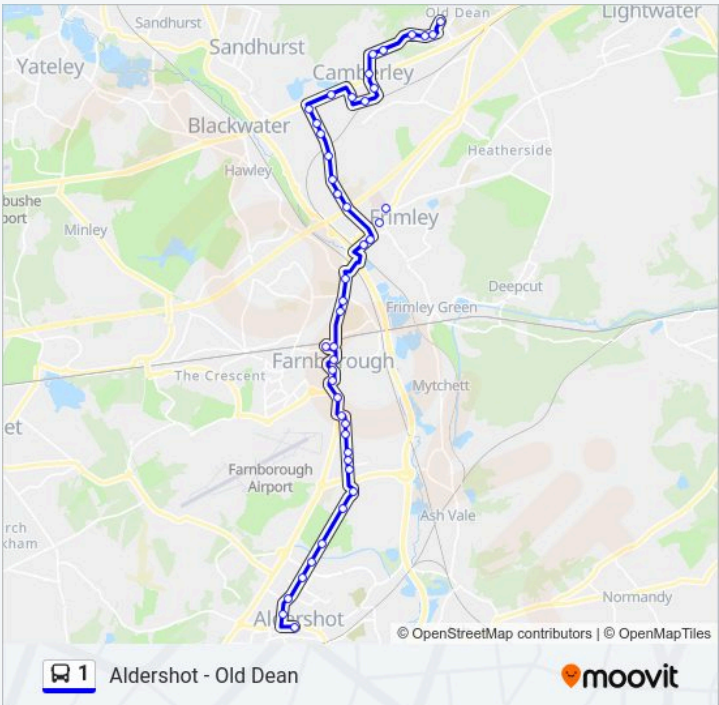 Old Dean
Lightwater
Sandhurst
Sandhurst
Yateley
Camberley
Blackwater
Heatherside
Hawley
bushe
port
Frimley
Minley
Deepcut
Frimley Green
Farnborough
The Crescent
Mytchett
et
Farnborough
Airport
Ash Vale
rch
kham
Normandy
Aldershot
© OpenStreetMap contributors | © OpenMapTiles
1 Aldershot - Old Dean
moovit